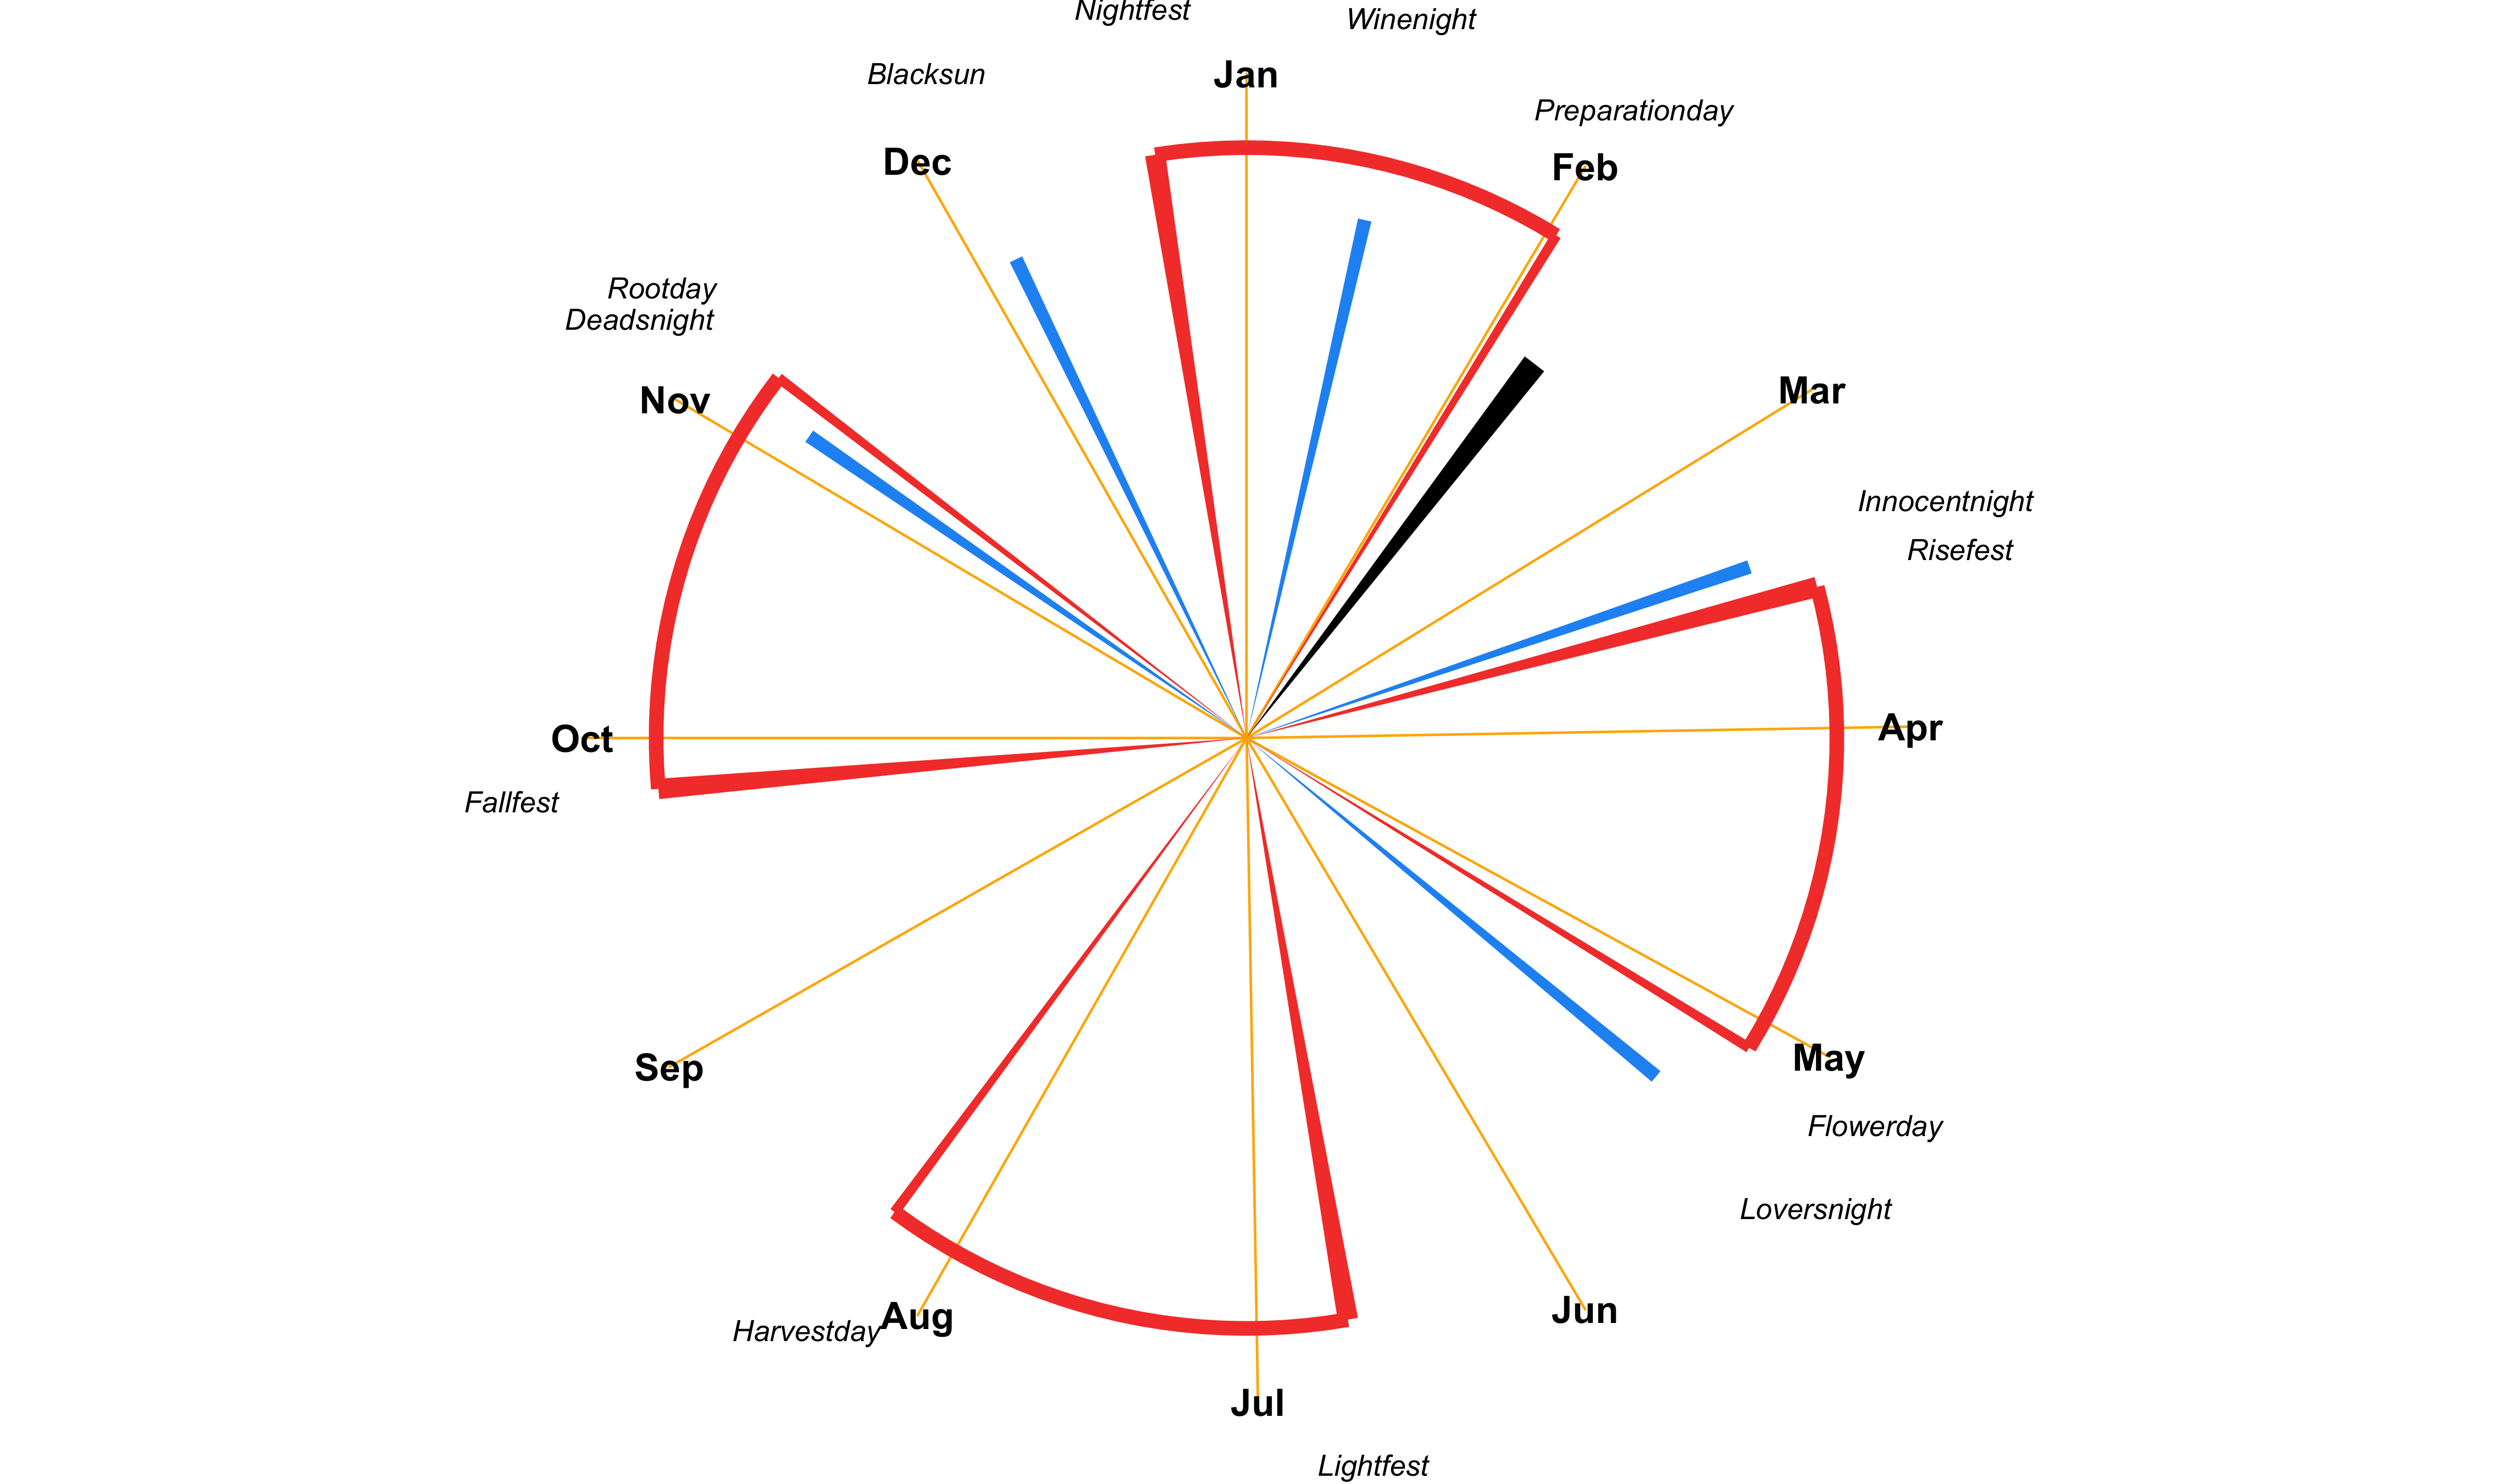 Nightfest
Winenight
Blacksun
Jan
Preparationday
Dec
Feb
Rootday
Deadsnight
Nov
Mar
Innocentnight
Risefest
Oct
Apr
Fallfest
Sep
May
Flowerday
Loversnight
Harvestday
Aug
Jun
Jul
Lightfest